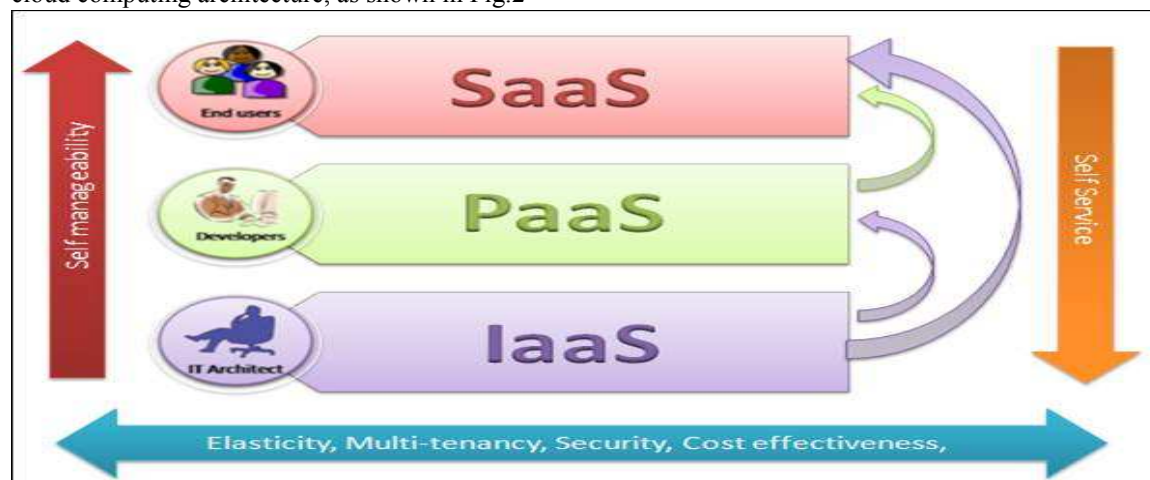 cloud computing architecture, as shown in Fig.2
SaaS
End users
Self manageability
Self Service
PaaS
Developers
IaaS
IT Architect
Elasticity, Multi-tenancy, Security, Cost effectiveness,